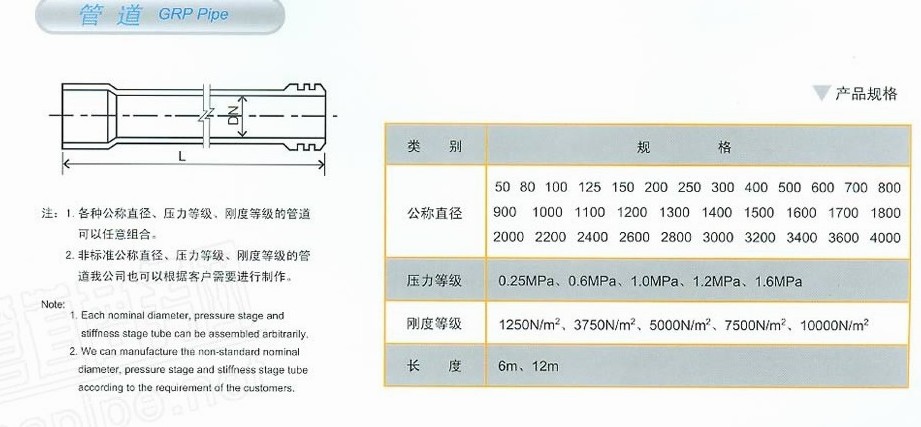 管 道 GRP Pipe
DN
L
注：1. 各种公称直径、压力等级、刚度等级的管道
可以任意组合。
2. 非标准公称直径、压力等级、刚度等级的管
道我公司也可以根据客户需要进行制作。
Note:
1. Each nominal diameter, pressure stage and
stiffness stage tube can be assembled arbitrarily.
2. We can manufacture the non-standard nominal
diameter, pressure stage and stiffness stage tube
according to the requirement of the customers.
产品规格
类 别 规 格
公称直径 50 80 100 125 150 200 250 300 400 500 600 700 800
900 1000 1100 1200 1300 1400 1500 1600 1700 1800
2000 2200 2400 2600 2800 3000 3200 3400 3600 4000
压力等级 0.25MPa、0.6MPa、1.0MPa、1.2MPa、1.6MPa
刚度等级 1250N/m²、3750N/m²、5000N/m²、7500N/m²、10000N/m²
长 度 6m、12m